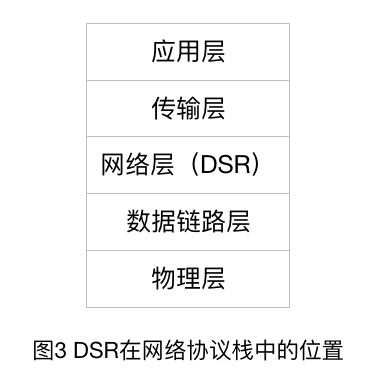 应用层
传输层
网络层（DSR）
数据链路层
物理层
图3 DSR在网络协议栈中的位置